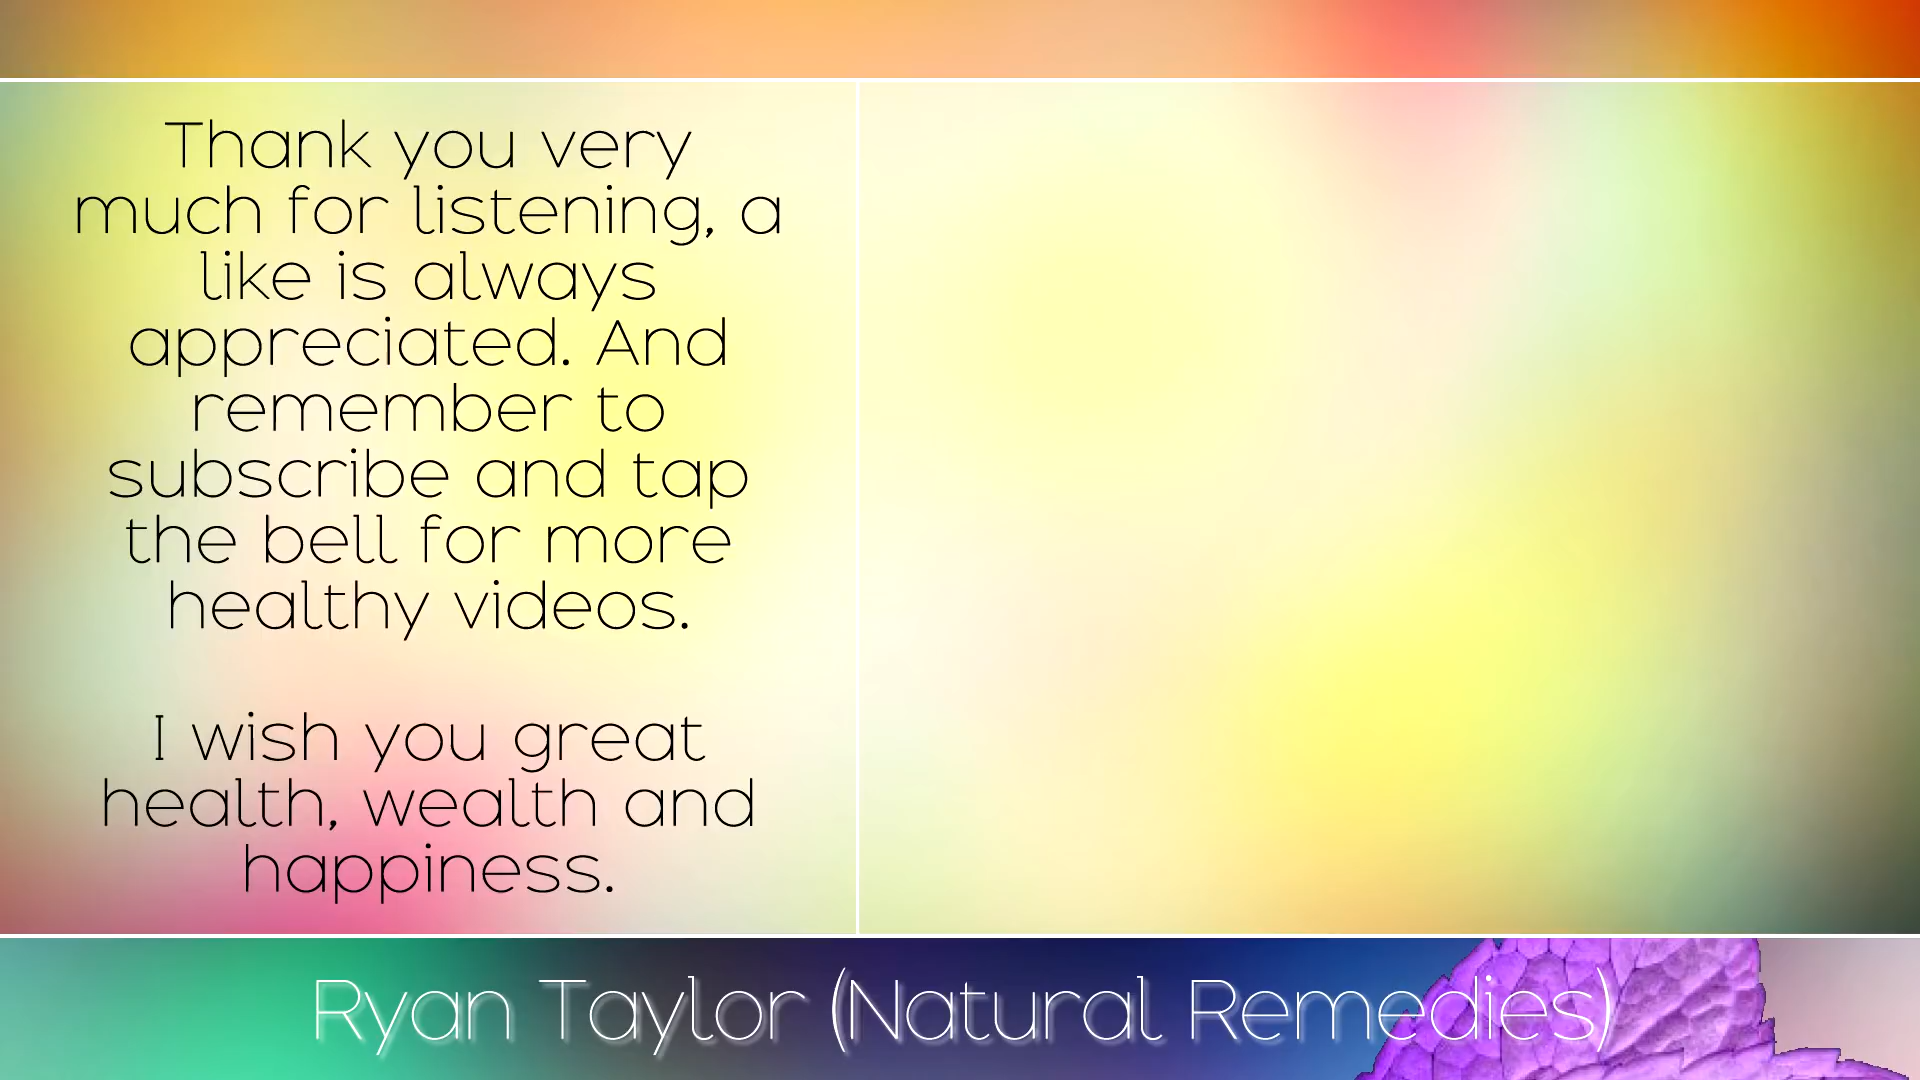 Thank you very
much for listening, a
like is always
appreciated. And
remember to
subscribe and tap
the bell for more
healthy videos.
I wish you great
health, wealth and
happiness.
Ryan Taylor (Natural Remedies)